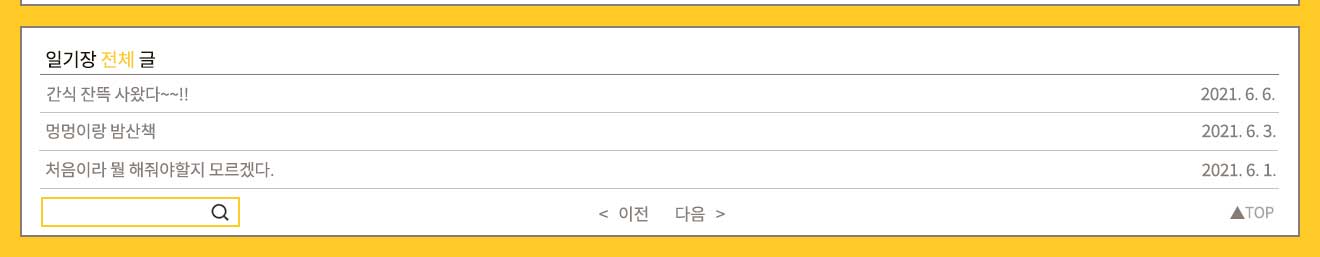 일기장 전체 글
간식 잔뜩 사왔다~~!! 2021. 6. 6.
멍멍이랑 밤산책 2021. 6. 3.
처음이라 뭘 해줘야할지 모르겠다. 2021. 6. 1.
< 이전 다음 > ▲TOP